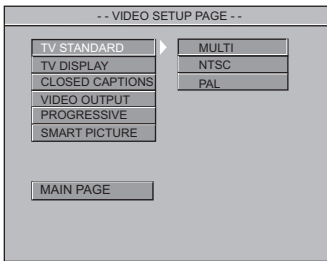 - - VIDEO SETUP PAGE - -
TV STANDARD
TV DISPLAY
CLOSED CAPTIONS
VIDEO OUTPUT
PROGRESSIVE
SMART PICTURE
MULTI
NTSC
PAL
MAIN PAGE